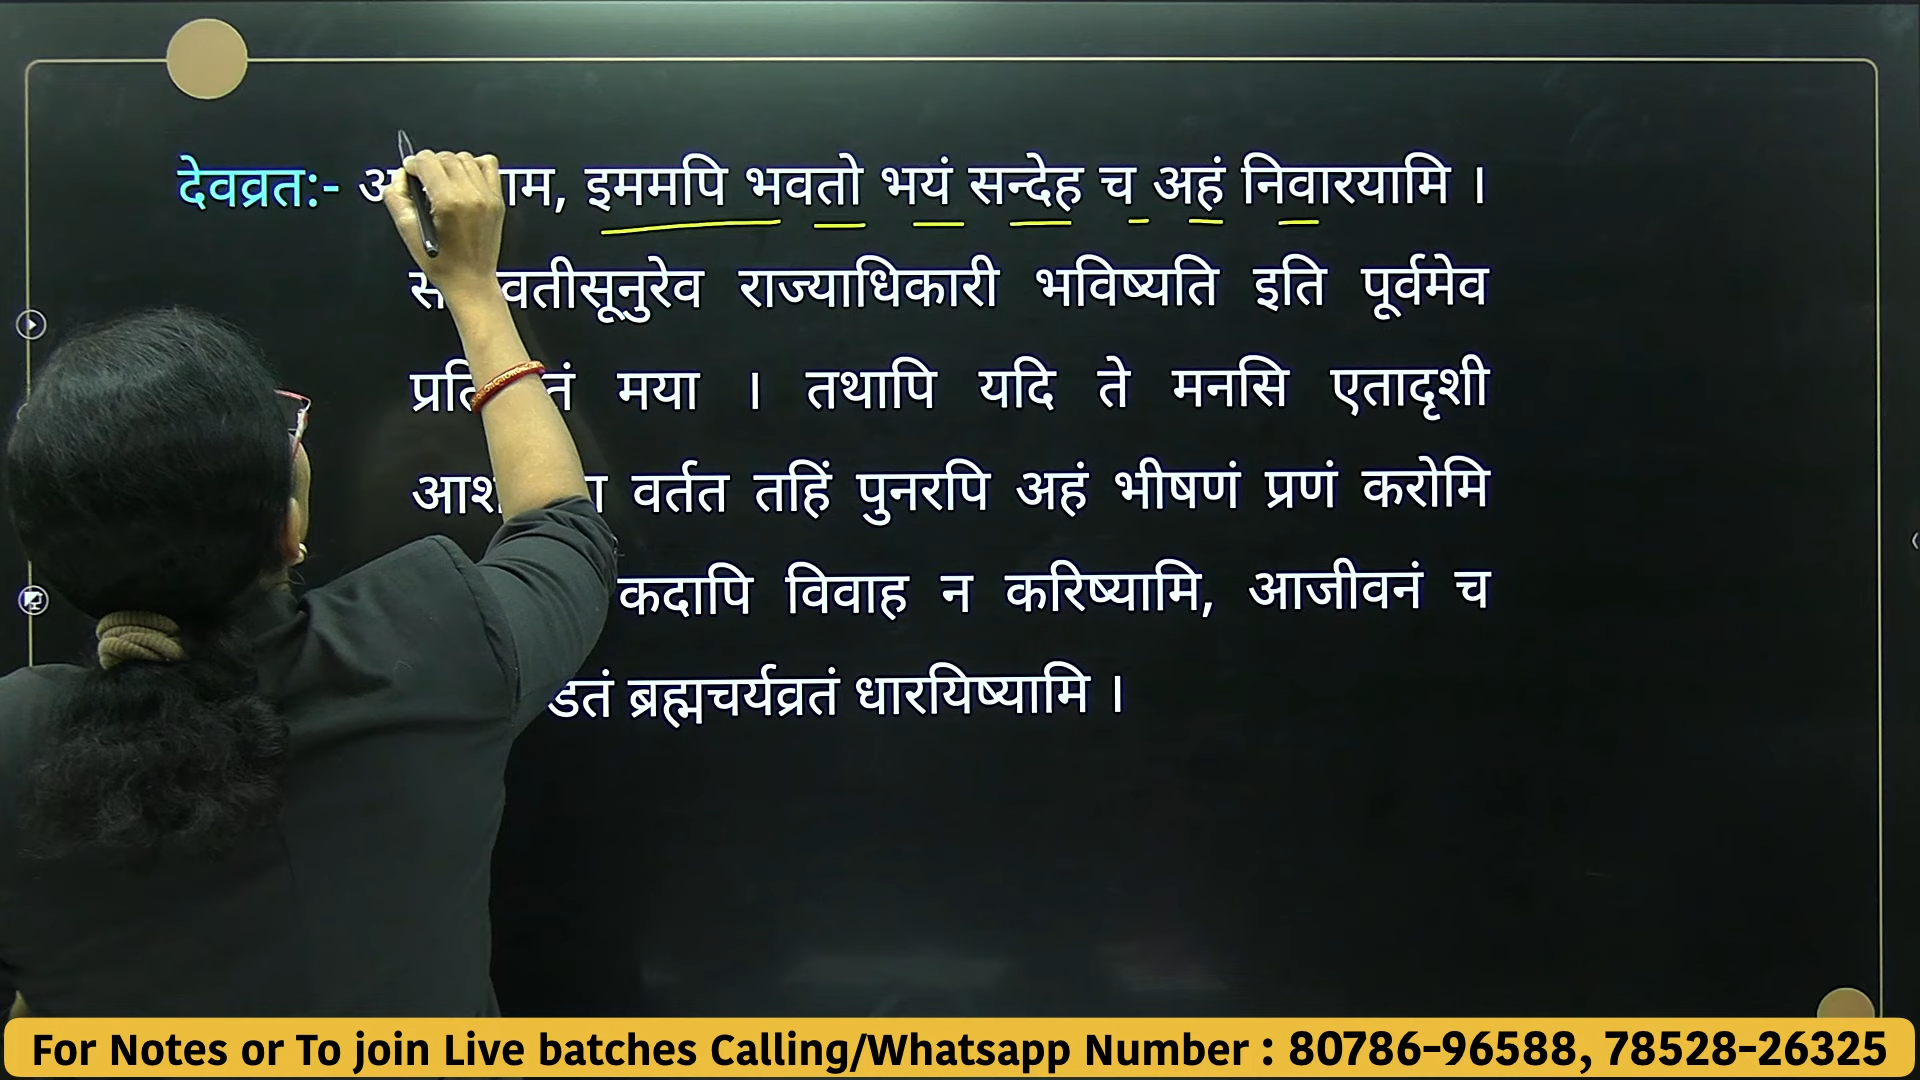 देवव्रतः- इममपि भवतो भयं सन्देह च अहं निवारयामि ।
राज्याधिकारी भविष्यति इति पूर्वमेव
मया । तथापि यदि ते मनसि एतादृशी
वर्तत तहिं पुनरपि अहं भीषणं प्रणं करोमि
कदापि विवाह न करिष्यामि, आजीवनं च
ब्रह्मचर्यव्रतं धारयिष्यामि ।
For Notes or To join Live batches Calling/Whatsapp Number : 80786-96588, 78528-26325